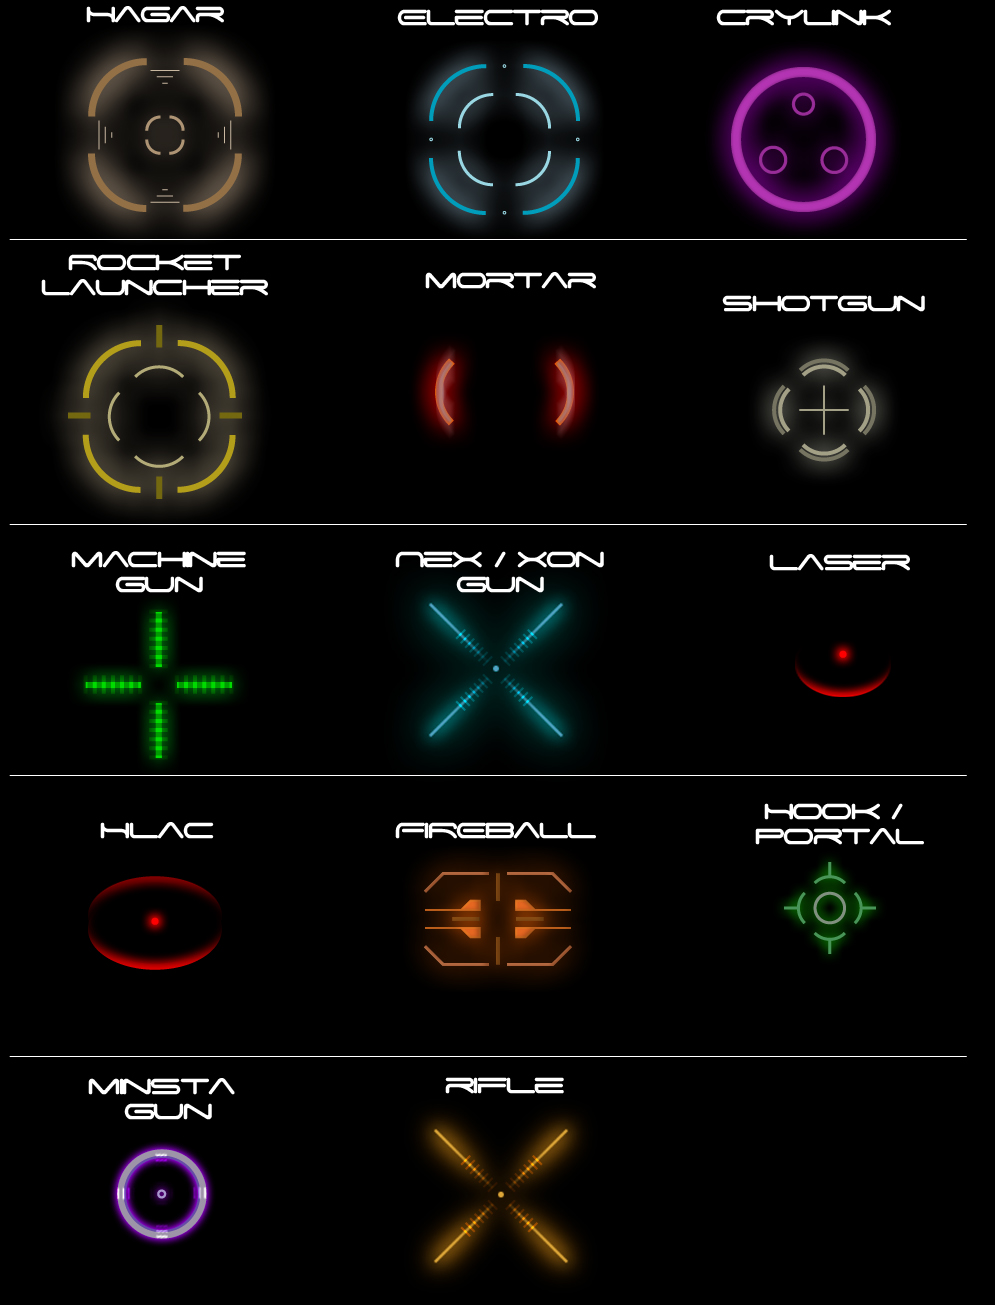 HAGAR
ELECTRO
CRYLINK
ROCKET
LAUNCHER
MORTAR
SHOTGUN
MACHINE
GUN
NEX / XON
GUN
LASER
HLAC
FIREBALL
HOOK /
PORTAL
MINSTA
GUN
RIFLE